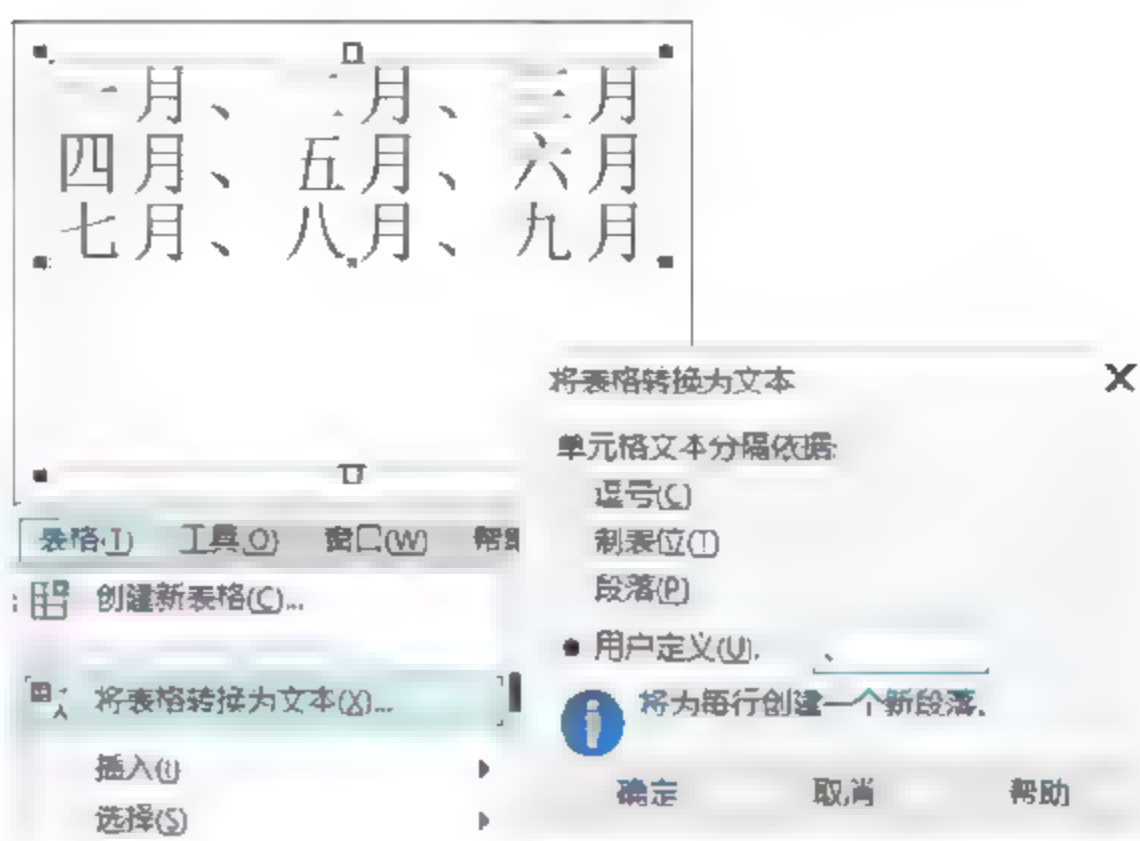 一月、 二月、 三月
四月、 五月、 六月
七月、 八月、 九月
将表格转换为文本
单元格文本分隔依据:
逗号(C)
制表位(T)
段落(P)
用户定义(U). 、
将为每行创建一个新段落。
确定 取消 帮助
表格(T) 工具(O) 窗口(W)
创建新表格(C)...
将表格转换为文本(X)...
插入(I)
选择(S)